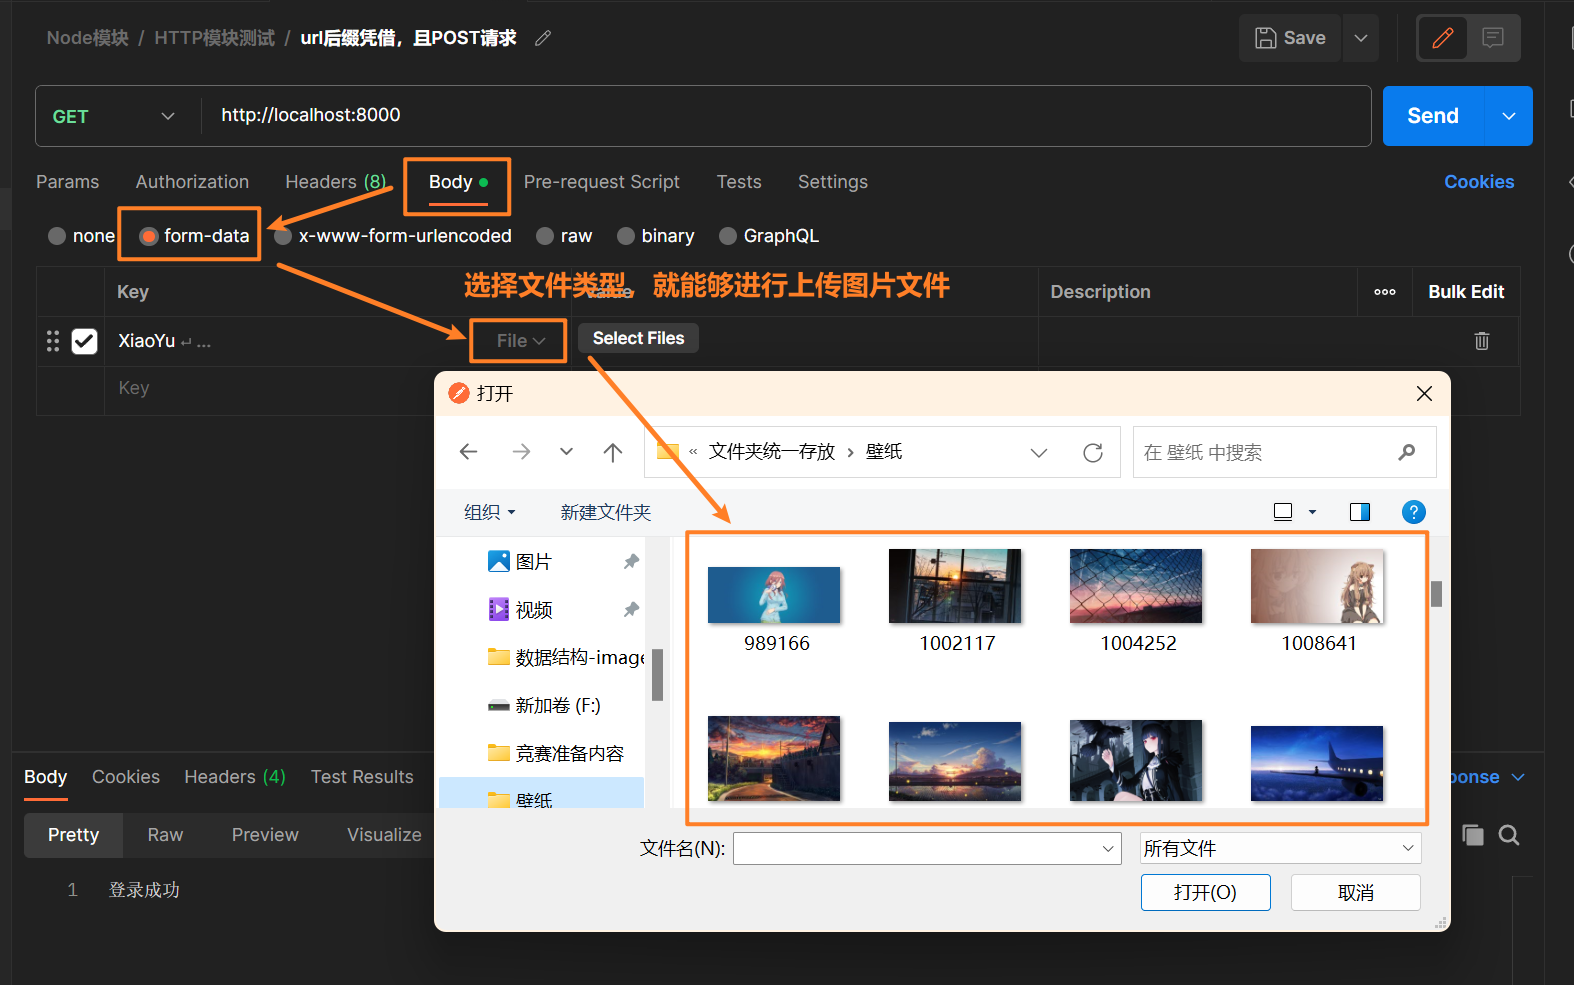 Node模块 / HTTP模块测试 / url后缀凭借，且POST请求
Save
GET
http://localhost:8000
Send
Params
Authorization
Headers (8)
Body
Pre-request Script
Tests
Settings
Cookies
none
form-data
x-www-form-urlencoded
raw
binary
GraphQL
选择文件类型，就能够进行上传图片文件
Key
Value
Description
Bulk Edit
XiaoYu ↵ ...
File
Select Files
Key
打开
« 文件夹统一存放 › 壁纸
在 壁纸 中搜索
组织
新建文件夹
图片
视频
数据结构-image
新加卷 (F:)
竞赛准备内容
壁纸
989166
1002117
1004252
1008641
文件名(N):
所有文件
打开(O)
取消
Body
Cookies
Headers (4)
Test Results
ponse
Pretty
Raw
Preview
Visualize
1 登录成功